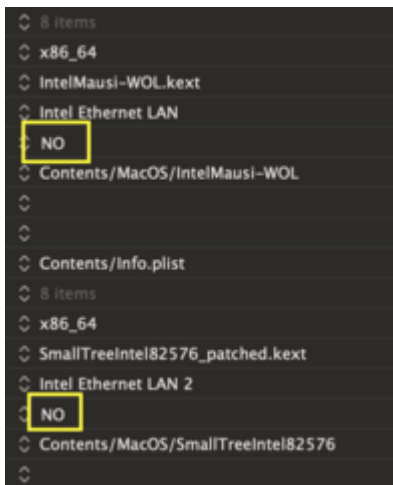 8 items
x86_64
IntelMausi-WOL.kext
Intel Ethernet LAN
NO
Contents/MacOS/IntelMausi-WOL
Contents/Info.plist
8 items
x86_64
SmallTreeIntel82576_patched.kext
Intel Ethernet LAN 2
NO
Contents/MacOS/SmallTreeIntel82576